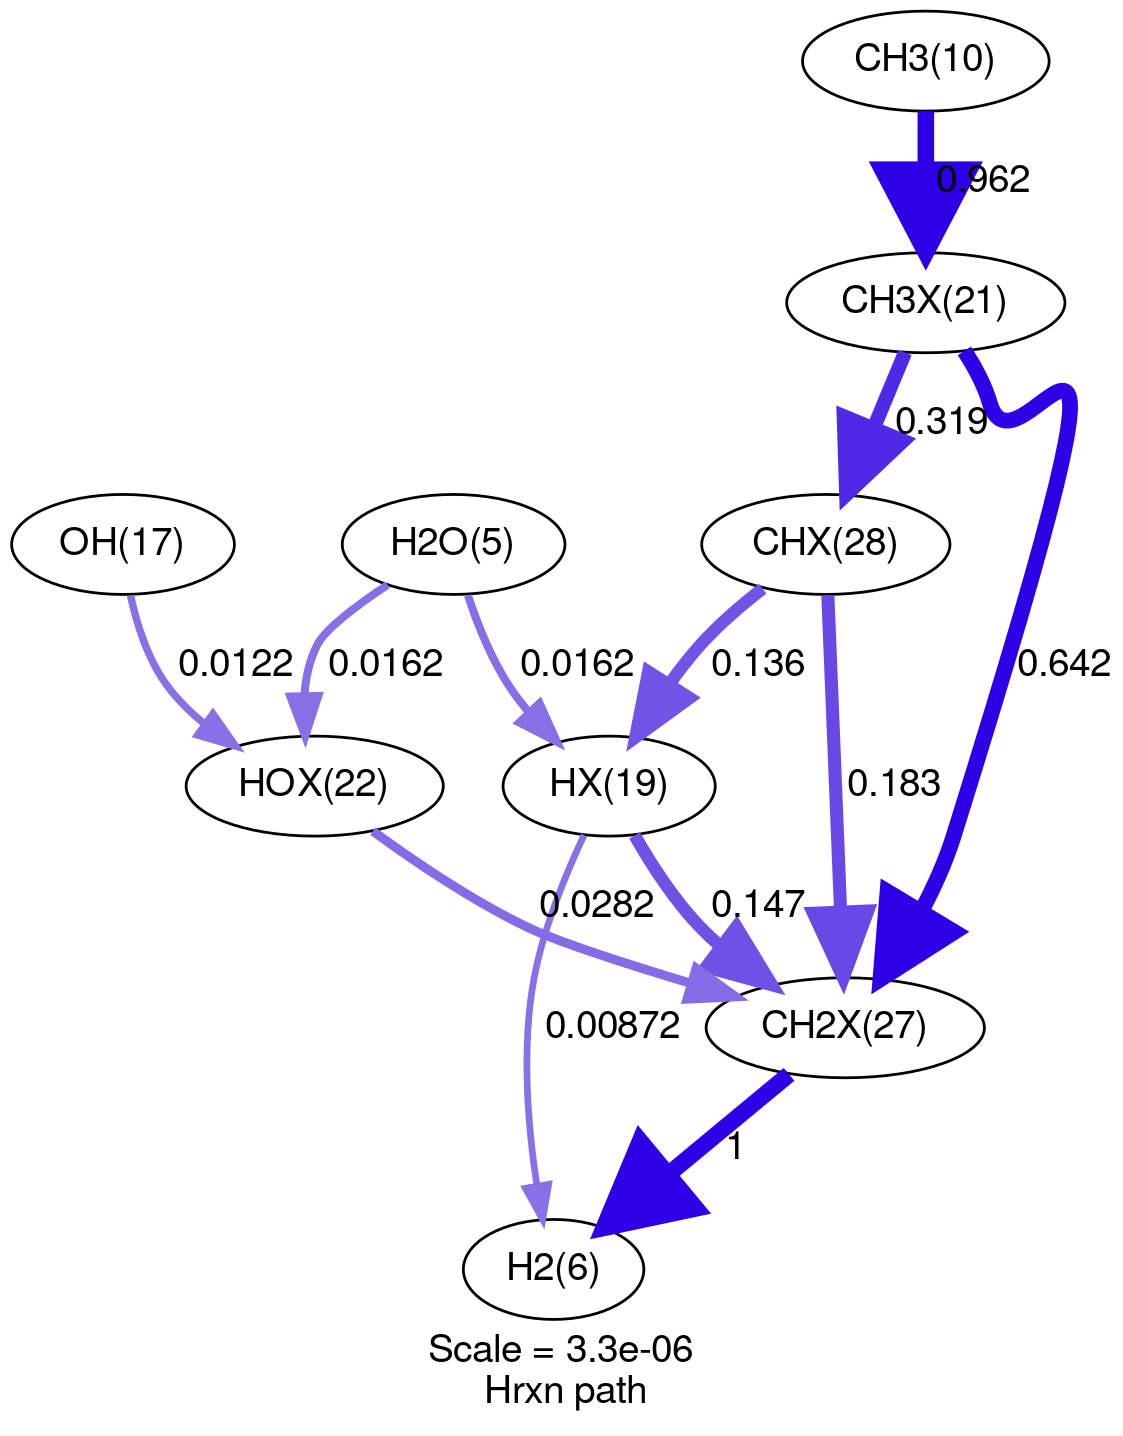 CH3(10)
0.962
CH3X(21)
0.319
OH(17)
H2O(5)
CHX(28)
0.0122
0.0162
0.0162
0.136
0.642
HOX(22)
HX(19)
0.183
0.0282
0.147
0.00872
CH2X(27)
1
H2(6)
Scale = 3.3e-06
Hrxn path